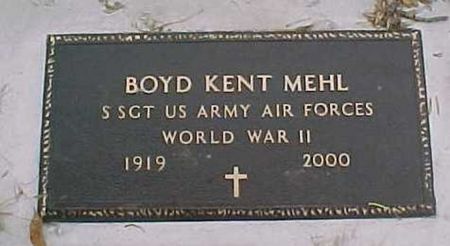 BOYD KENT MEHL
S SGT US ARMY AIR FORCES
WORLD WAR II
1919 2000